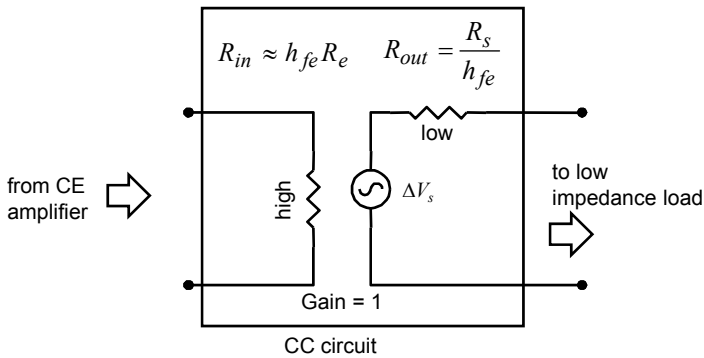 R_in ≈ h_fe R_e
R_out = R_s / h_fe
low
from CE
amplifier
high
ΔV_s
to low
impedance load
Gain = 1
CC circuit